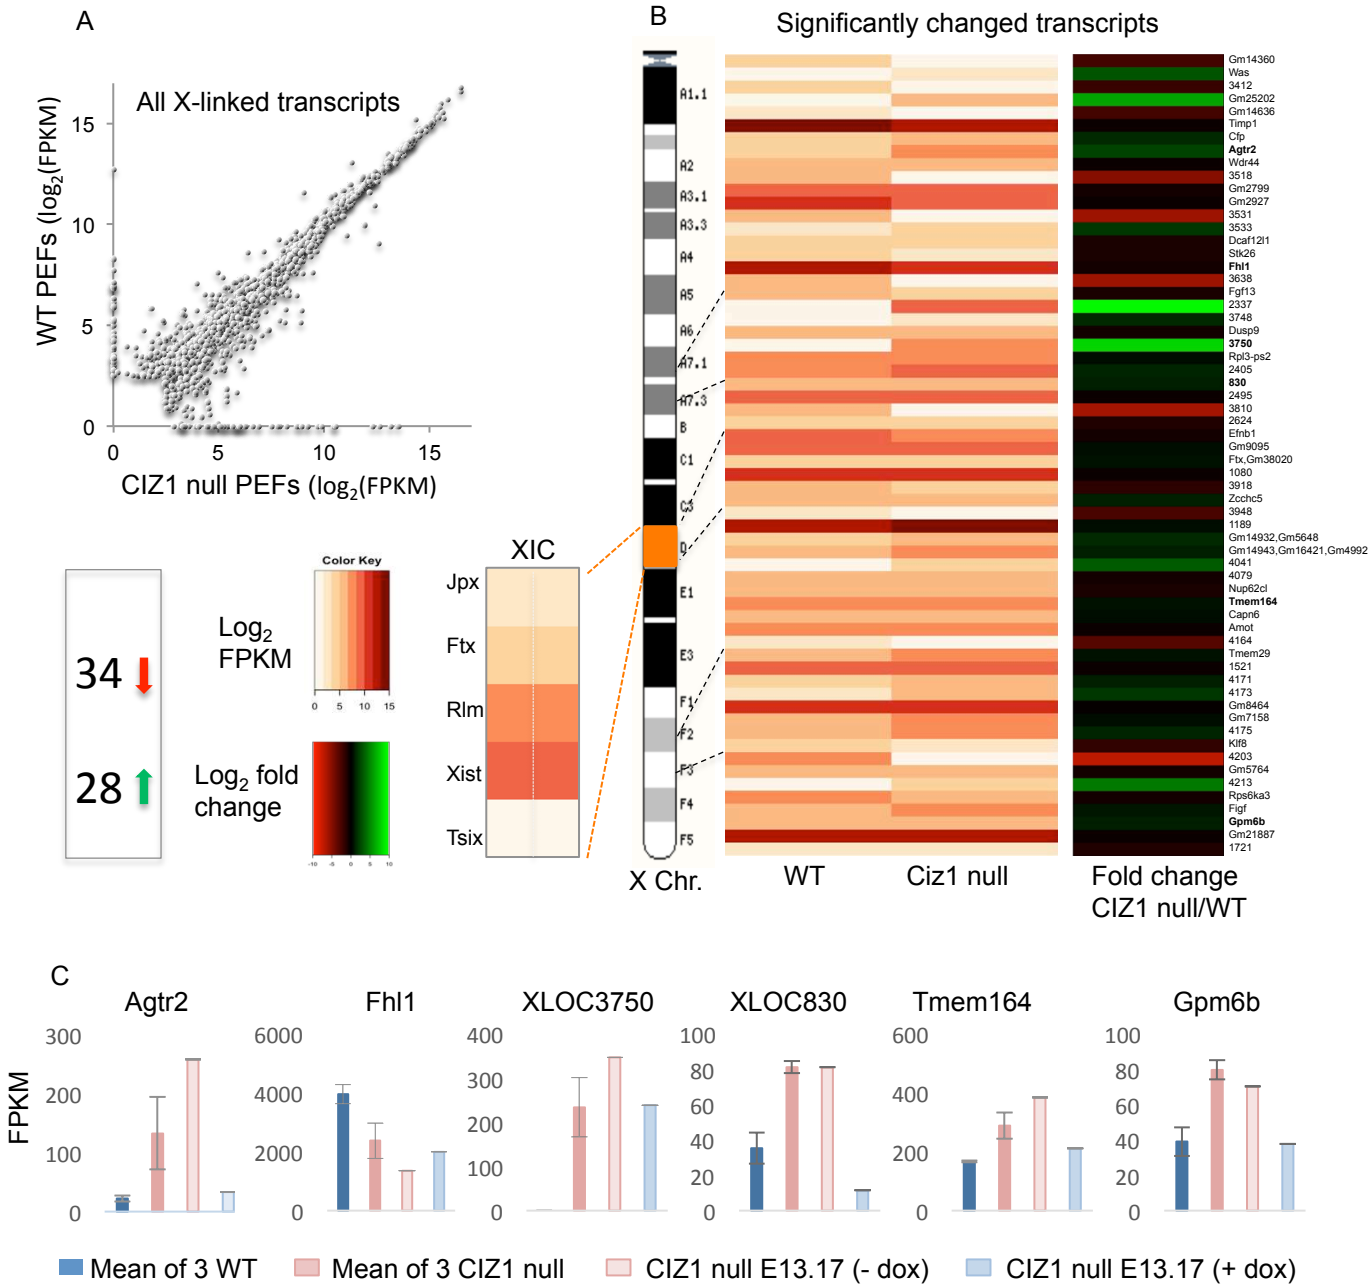 A
All X-linked transcripts
WT PEFs (log2(FPKM)
15
10
5
0
0
5
10
15
CIZ1 null PEFs (log2(FPKM)
34
28
Log2
FPKM
Color Key
0 5 10 15
Log2 fold
change
-10 -5 0 5 10
XIC
Jpx
Ftx
Rlm
Xist
Tsix
B
Significantly changed transcripts
A1.1
A2
A3.1
A3.3
A4
A5
A6
A7.1
A7.3
B
C1
C3
D
E1
E3
F1
F2
F3
F4
F5
X Chr.
Gm14360
Was
3412
Gm25202
Gm14636
Timp1
Cfp
Agtr2
Wdr44
3518
Gm2799
Gm2927
3531
3533
Dcaf12l1
Stk26
Fhl1
3638
Fgf13
2337
3748
Dusp9
3750
Rpl3-ps2
2405
830
2495
3810
2624
Efnb1
Gm9095
Ftx,Gm38020
1080
3918
Zcchc5
3948
1189
Gm14932,Gm5648
Gm14943,Gm16421,Gm4992
4041
4079
Nup62cl
Tmem164
Capn6
Amot
4164
Tmem29
1521
4171
4173
Gm8464
Gm7158
4175
Klf8
4203
Gm5764
4213
Rps6ka3
Figf
Gpm6b
Gm21887
1721
WT
Ciz1 null
Fold change
CIZ1 null/WT
C
FPKM
Agtr2
300
200
100
0
Fhl1
6000
4000
2000
0
XLOC3750
400
300
200
100
0
XLOC830
100
80
60
40
20
0
Tmem164
600
400
200
0
Gpm6b
100
80
60
40
20
0
Mean of 3 WT
Mean of 3 CIZ1 null
CIZ1 null E13.17 (- dox)
CIZ1 null E13.17 (+ dox)